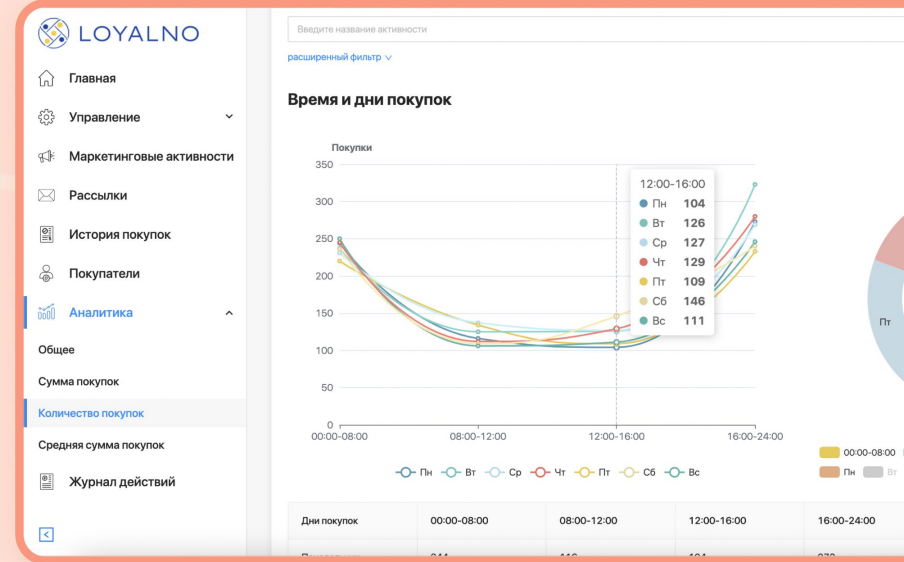 LOYALNO
Главная
Управление
Маркетинговые активности
Рассылки
История покупок
Покупатели
Аналитика
Общее
Сумма покупок
Количество покупок
Средняя сумма покупок
Журнал действий
Введите название активности
расширенный фильтр
Время и дни покупок
Покупки
350
300
250
200
150
100
50
0
00:00-08:00 08:00-12:00 12:00-16:00 16:00-24:00
12:00-16:00
Пн 104
Вт 126
Ср 127
Чт 129
Пт 109
Сб 146
Вс 111
Пн Вт Ср Чт Пт Сб Вс
Пт
00:00-08:00
Пн Вт
Дни покупок 00:00-08:00 08:00-12:00 12:00-16:00 16:00-24:00